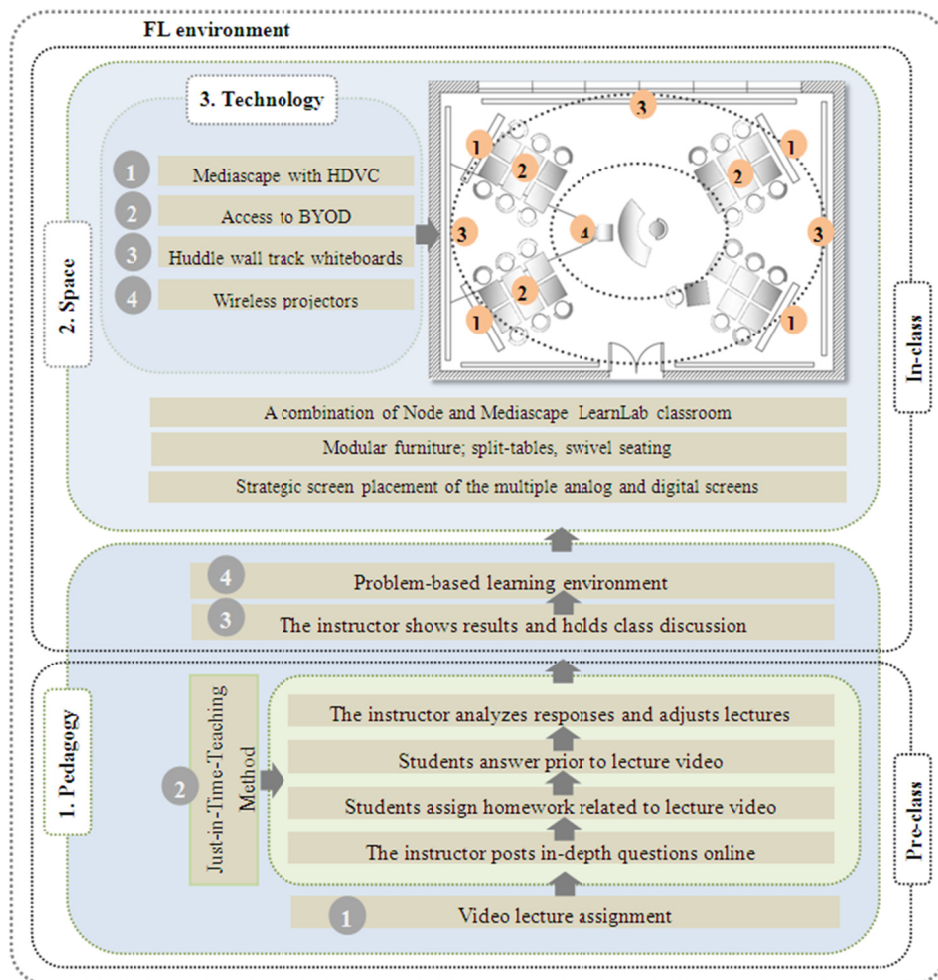 FL environment
3. Technology
1 Mediascape with HDVC
2 Access to BYOD
3 Huddle wall track whiteboards
4 Wireless projectors
3
1
1
2
2
3
4
3
2
1
1
2. Space
In-class
A combination of Node and Mediascape LearnLab classroom
Modular furniture; split-tables, swivel seating
Strategic screen placement of the multiple analog and digital screens
4 Problem-based learning environment
3 The instructor shows results and holds class discussion
1. Pedagogy
Pre-class
2
Just-in-Time-Teaching
Method
The instructor analyzes responses and adjusts lectures
Students answer prior to lecture video
Students assign homework related to lecture video
The instructor posts in-depth questions online
1 Video lecture assignment